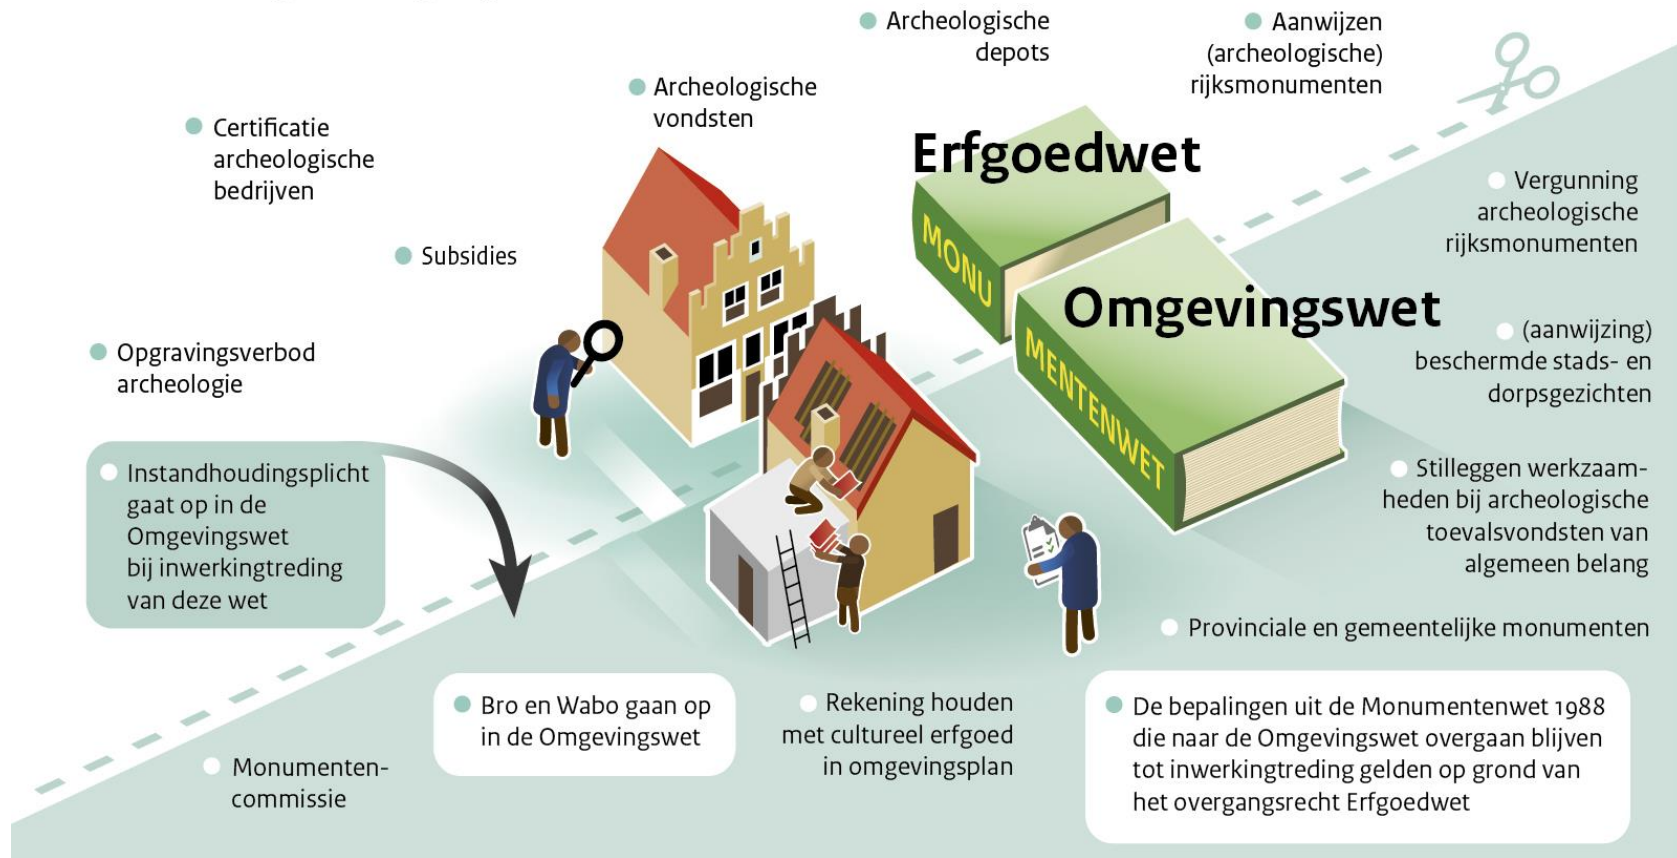 Archeologische
depots
Aanwijzen
(archeologische)
rijksmonumenten
Archeologische
vondsten
Certificatie
archeologische
bedrijven
Erfgoedwet
MONU
Vergunning
archeologische
rijksmonumenten
Subsidies
Omgevingswet
MENTENWET
Opgravingsverbod
archeologie
(aanwijzing)
beschermde stads- en
dorpsgezichten
Instandhoudingsplicht
gaat op in de
Omgevingswet
bij inwerkingtreding
van deze wet
Stilleggen werkzaam-
heden bij archeologische
toevalsvondsten van
algemeen belang
Provinciale en gemeentelijke monumenten
Bro en Wabo gaan op
in de Omgevingswet
Rekening houden
met cultureel erfgoed
in omgevingsplan
De bepalingen uit de Monumentenwet 1988
die naar de Omgevingswet overgaan blijven
tot inwerkingtreding gelden op grond van
het overgangsrecht Erfgoedwet
Monumenten-
commissie